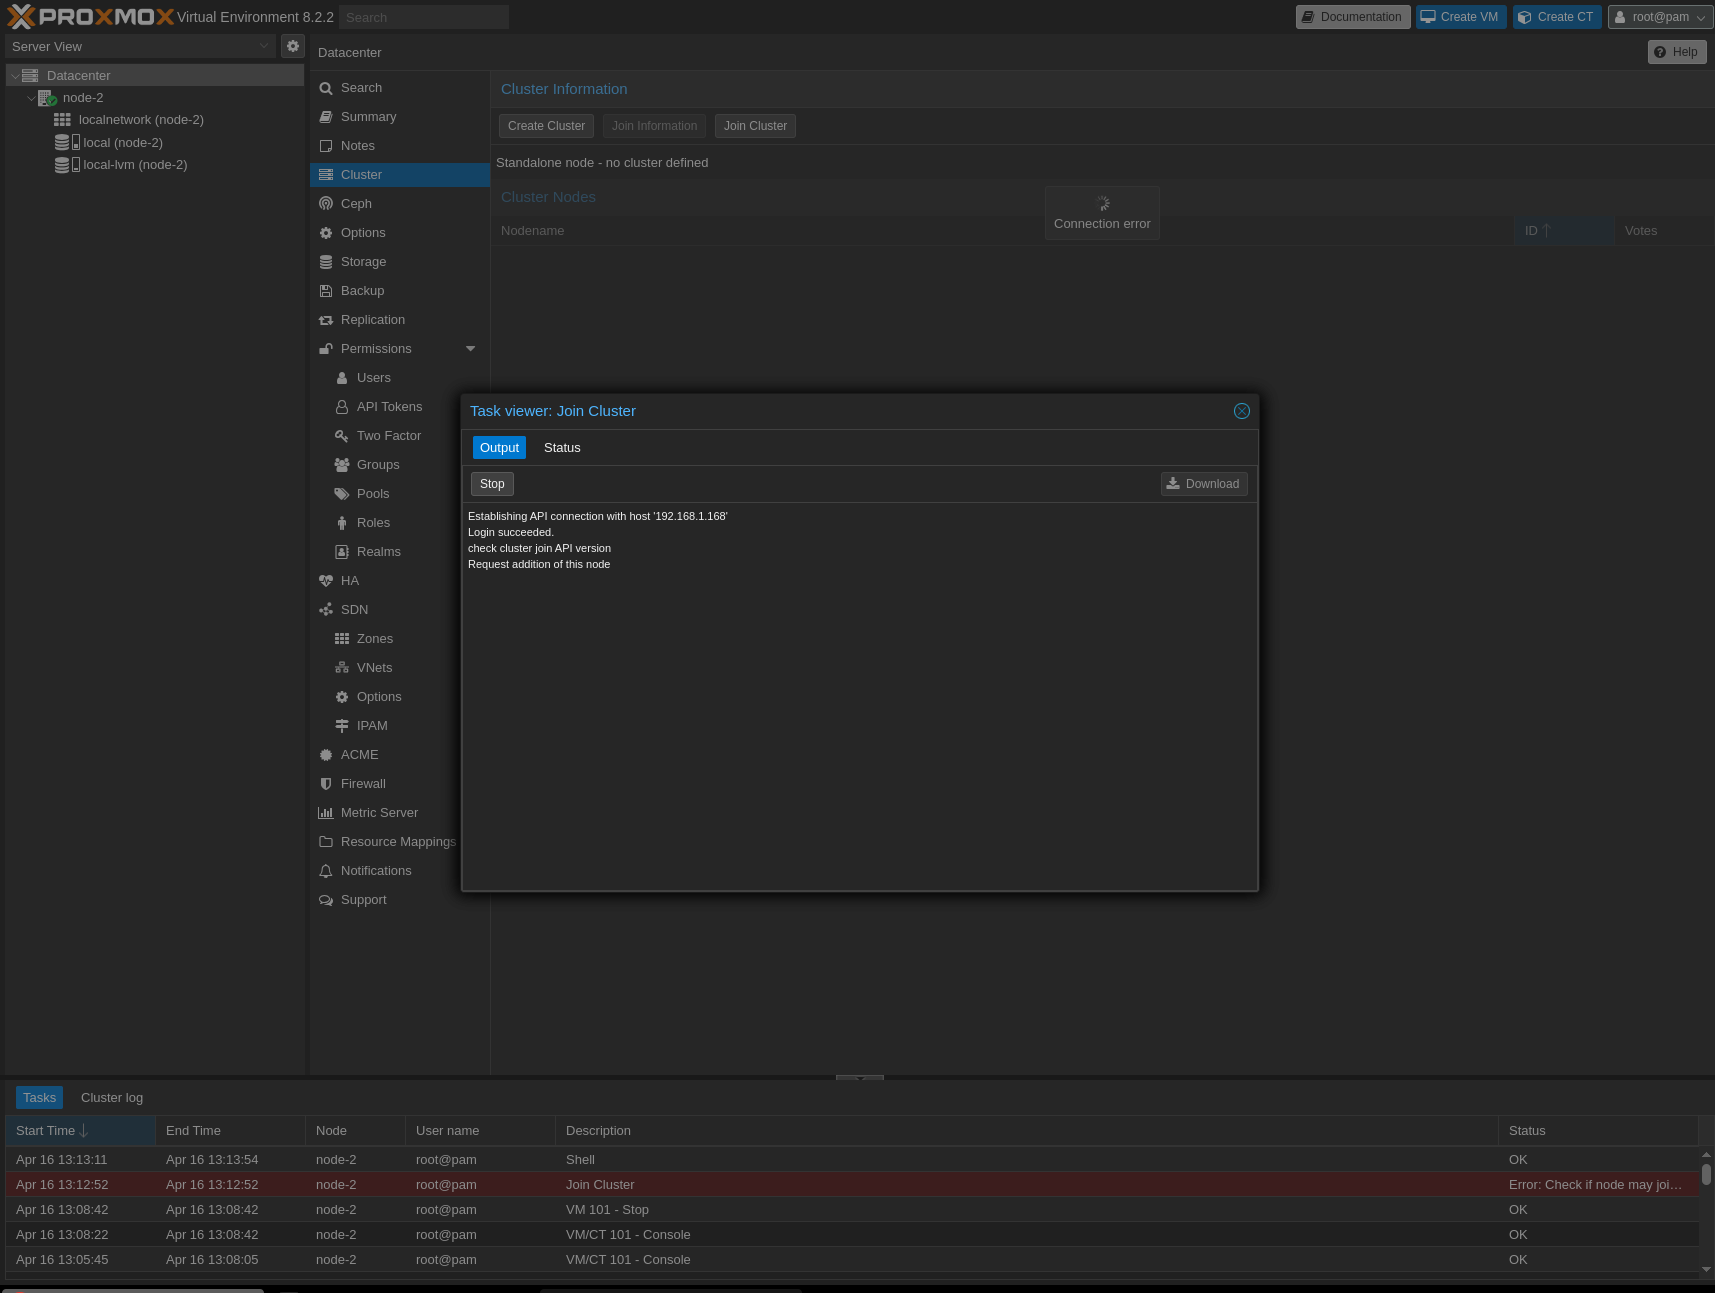 PROXMOX Virtual Environment 8.2.2
Search
Documentation
Create VM
Create CT
root@pam
Server View
Datacenter
Help
Datacenter
node-2
localnetwork (node-2)
local (node-2)
local-lvm (node-2)
Search
Summary
Notes
Cluster
Ceph
Options
Storage
Backup
Replication
Permissions
Users
API Tokens
Two Factor
Groups
Pools
Roles
Realms
HA
SDN
Zones
VNets
Options
IPAM
ACME
Firewall
Metric Server
Resource Mappings
Notifications
Support
Cluster Information
Create Cluster
Join Information
Join Cluster
Standalone node - no cluster defined
Cluster Nodes
Connection error
Nodename
ID
Votes
Task viewer: Join Cluster
Output
Status
Stop
Download
Establishing API connection with host '192.168.1.168'
Login succeeded.
check cluster join API version
Request addition of this node
Tasks
Cluster log
Start Time End Time Node User name Description Status
Apr 16 13:13:11 Apr 16 13:13:54 node-2 root@pam Shell OK
Apr 16 13:12:52 Apr 16 13:12:52 node-2 root@pam Join Cluster Error: Check if node may joi…
Apr 16 13:08:42 Apr 16 13:08:42 node-2 root@pam VM 101 - Stop OK
Apr 16 13:08:22 Apr 16 13:08:42 node-2 root@pam VM/CT 101 - Console OK
Apr 16 13:05:45 Apr 16 13:08:05 node-2 root@pam VM/CT 101 - Console OK